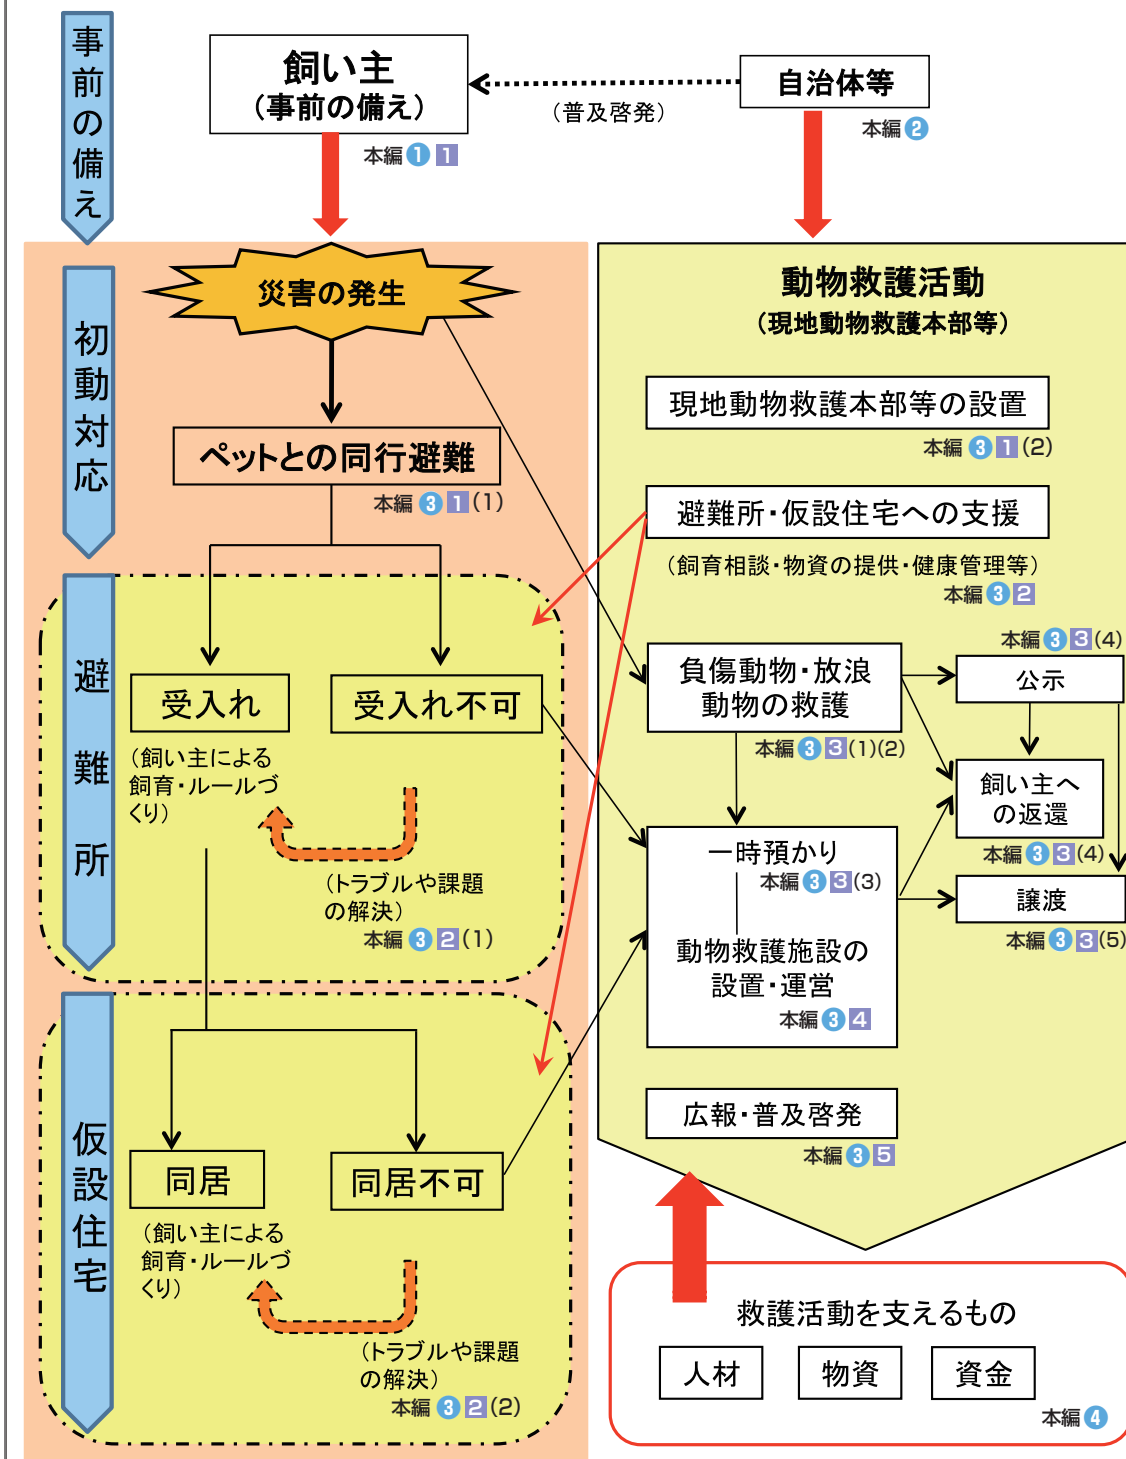 事前の備え
飼い主
（事前の備え）
本編 1 1
（普及啓発）
自治体等
本編 2
初動対応
災害の発生
ペットとの同行避難
本編 3 1 (1)
避難所
受入れ
（飼い主による
飼育・ルールづ
くり）
受入れ不可
（トラブルや課題
の解決）
本編 3 2 (1)
仮設住宅
同居
（飼い主による
飼育・ルールづ
くり）
同居不可
（トラブルや課題
の解決）
本編 3 2 (2)
動物救護活動
（現地動物救護本部等）
現地動物救護本部等の設置
本編 3 1 (2)
避難所・仮設住宅への支援
（飼育相談・物資の提供・健康管理等）
本編 3 2
負傷動物・放浪
動物の救護
本編 3 3 (1)(2)
本編 3 3 (4)
公示
飼い主へ
の返還
本編 3 3 (4)
一時預かり
本編 3 3 (3)
動物救護施設の
設置・運営
本編 3 4
譲渡
本編 3 3 (5)
広報・普及啓発
本編 3 5
救護活動を支えるもの
人材
物資
資金
本編 4